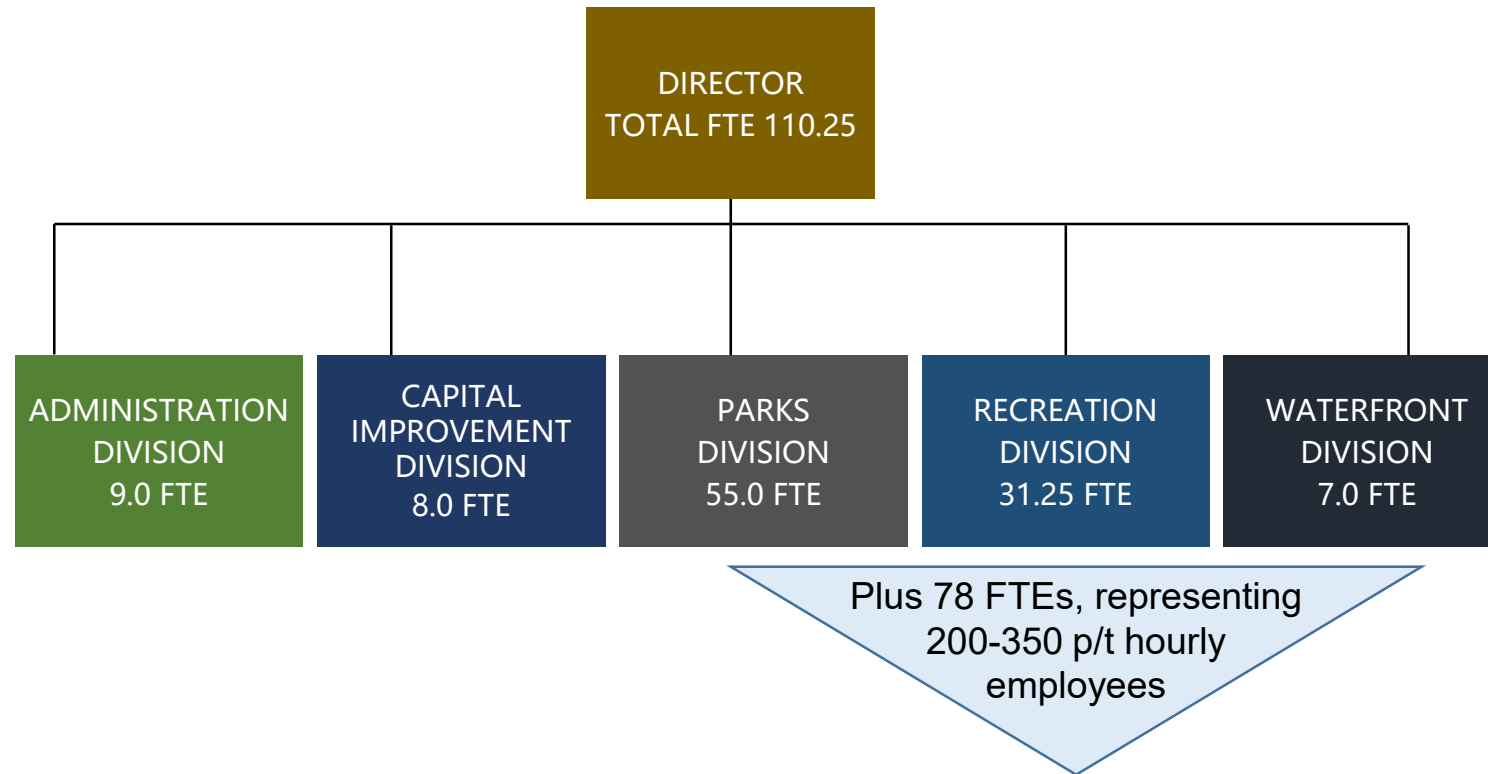 DIRECTOR
TOTAL FTE 110.25
ADMINISTRATION
DIVISION
9.0 FTE
CAPITAL
IMPROVEMENT
DIVISION
8.0 FTE
PARKS
DIVISION
55.0 FTE
RECREATION
DIVISION
31.25 FTE
WATERFRONT
DIVISION
7.0 FTE
Plus 78 FTEs, representing
200-350 p/t hourly
employees